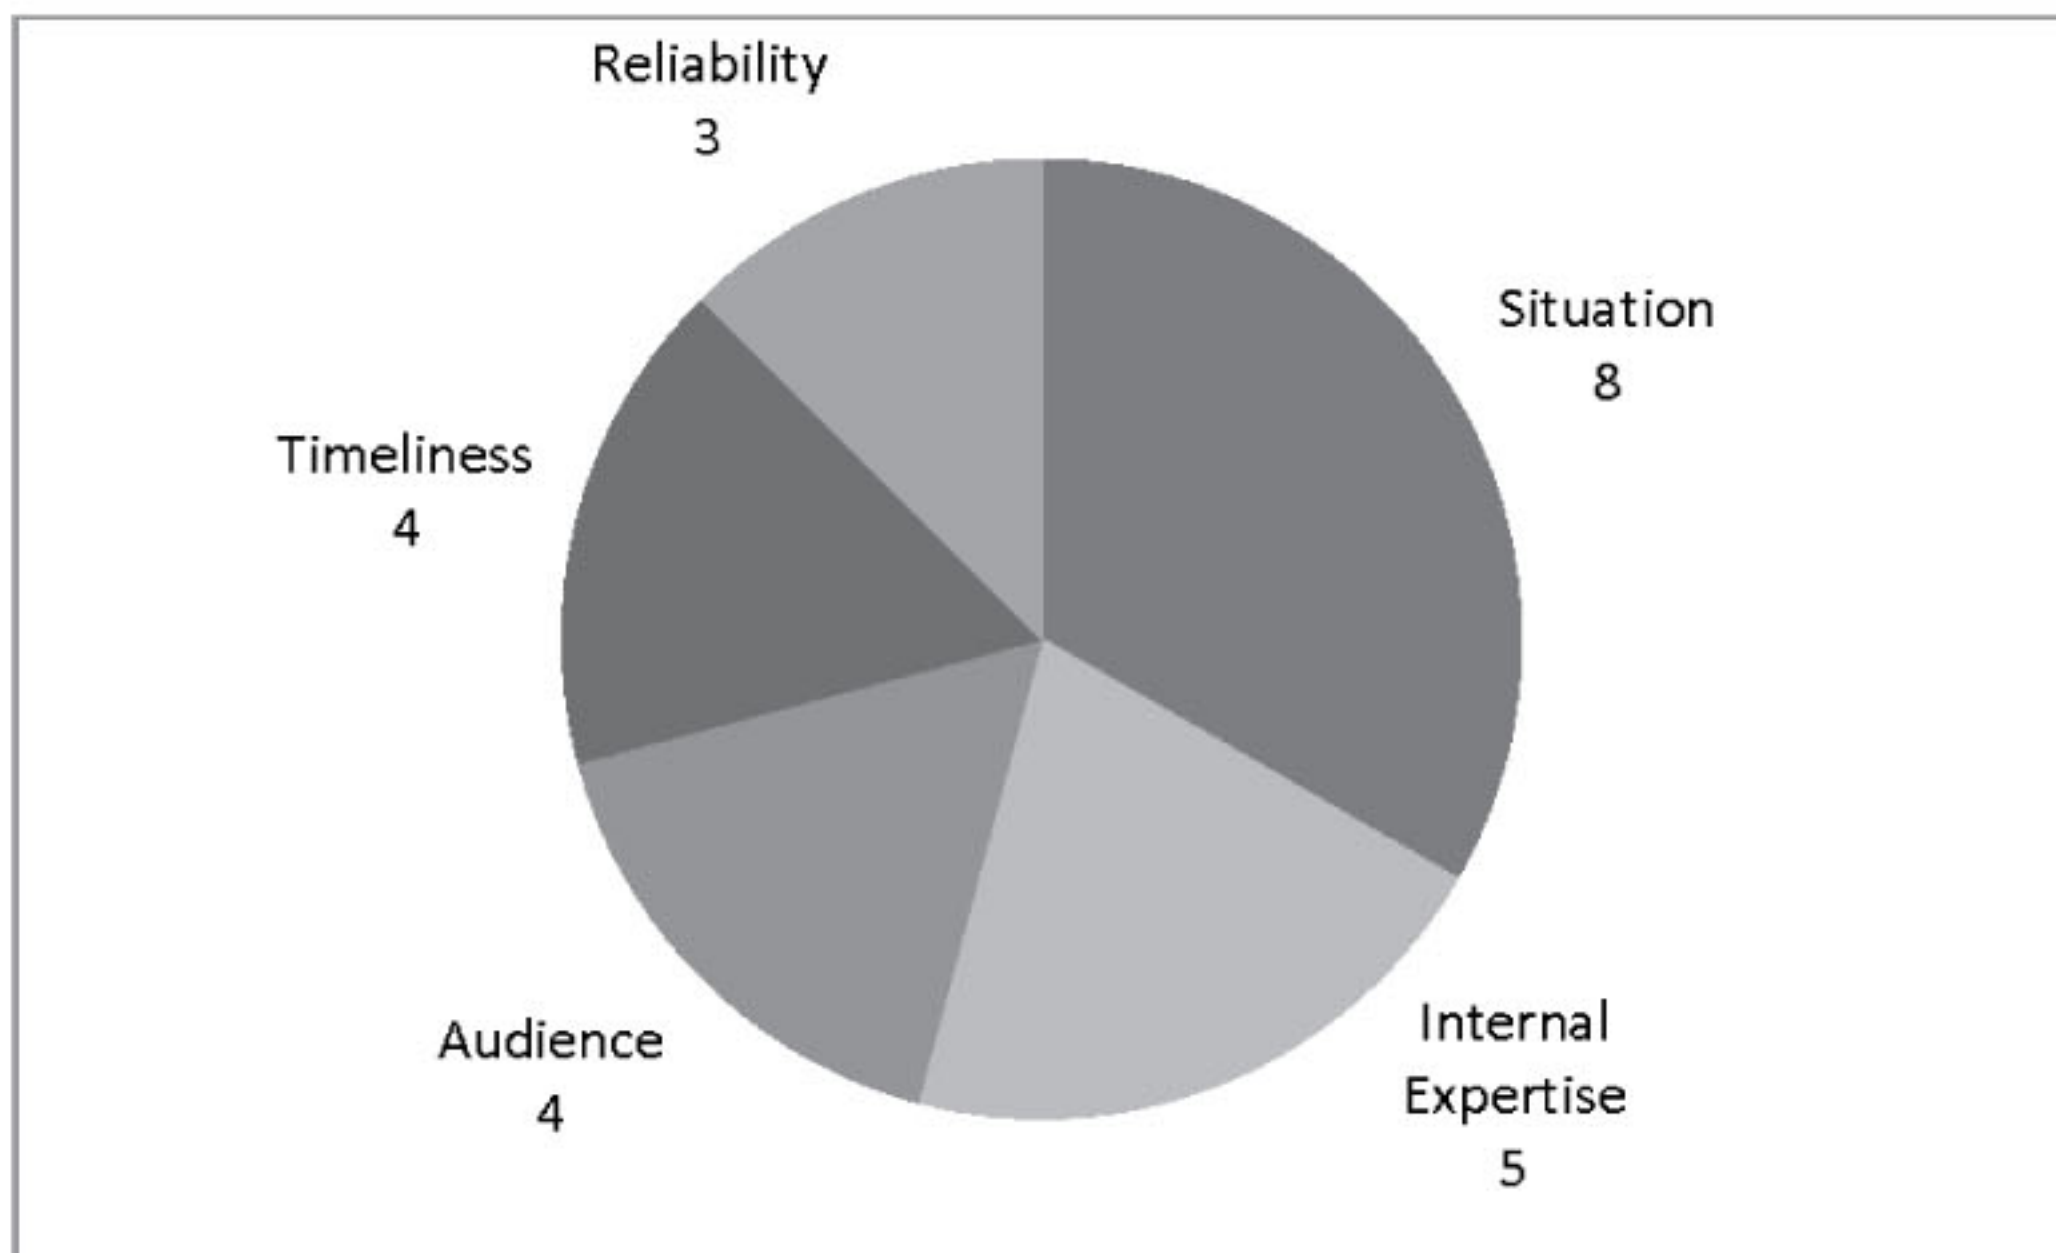 Reliability
3
Situation
8
Timeliness
4
Internal
Expertise
5
Audience
4